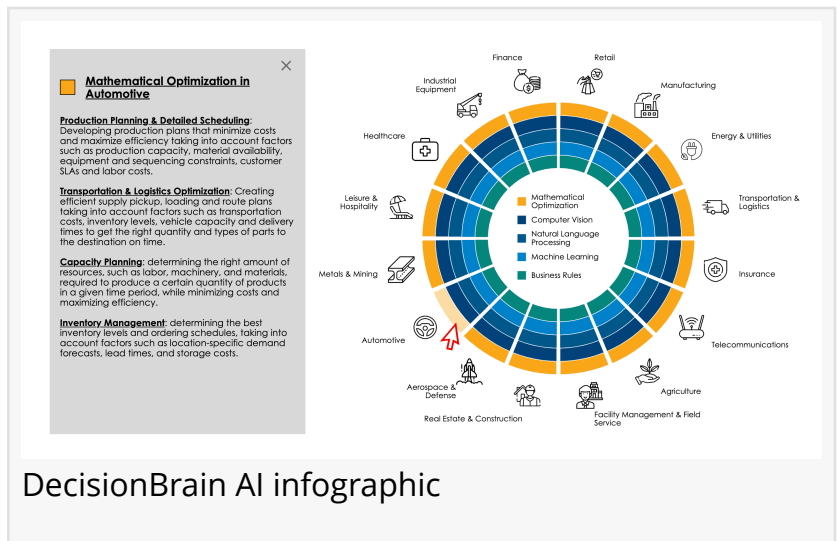 Mathematical Optimization in
Automotive
Production Planning & Detailed Scheduling:
Developing production plans that minimize costs
and maximize efficiency taking into account factors
such as production capacity, material availability,
equipment and sequencing constraints, customer
SLAs and labor costs.
Transportation & Logistics Optimization: Creating
efficient supply pickup, loading and route plans
taking into account factors such as transportation
costs, inventory levels, vehicle capacity and delivery
times to get the right quantity and types of parts to
the destination on time.
Capacity Planning: determining the right amount of
resources, such as labor, machinery, and materials,
required to produce a certain quantity of products
in a given time period, while minimizing costs and
maximizing efficiency.
Inventory Management: determining the best
inventory levels and ordering schedules, taking into
account factors such as location-specific demand
forecasts, lead times, and storage costs.
Finance
Retail
Industrial
Equipment
Manufacturing
Healthcare
Energy & Utilities
Leisure &
Hospitality
Transportation &
Logistics
Metals & Mining
Insurance
Automotive
Telecommunications
Aerospace &
Defense
Agriculture
Real Estate & Construction
Facility Management & Field
Service
Mathematical
Optimization
Computer Vision
Natural Language
Processing
Machine Learning
Business Rules
DecisionBrain AI infographic